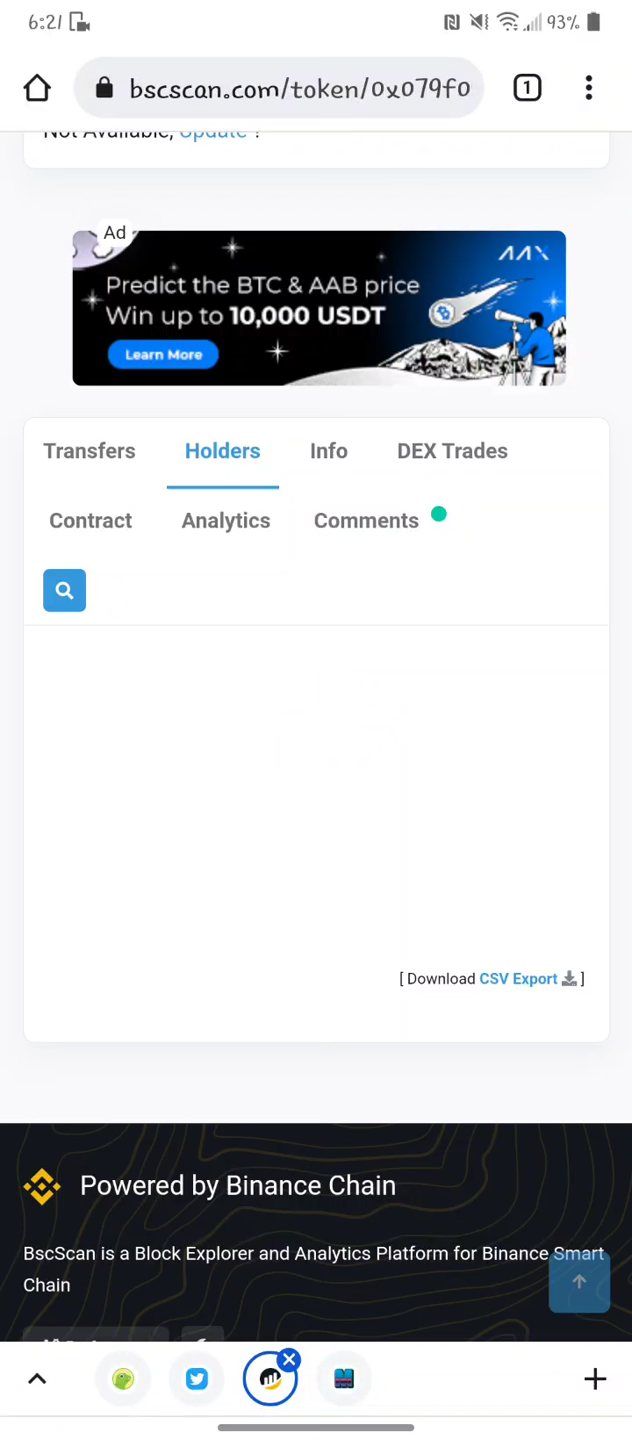 6:21
93%
bscscan.com/token/0x079f0
1
Not Available, Update ?
Ad
AAX
Predict the BTC & AAB price
Win up to 10,000 USDT
Learn More
Transfers
Holders
Info
DEX Trades
Contract
Analytics
Comments
[ Download CSV Export ]
Powered by Binance Chain
BscScan is a Block Explorer and Analytics Platform for Binance Smart
Chain